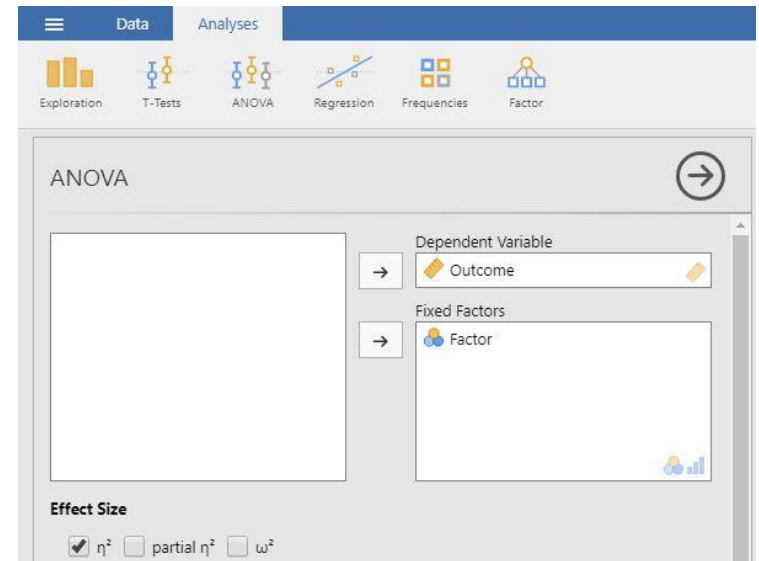 Data Analyses
Exploration T-Tests ANOVA Regression Frequencies Factor
ANOVA
Dependent Variable
Outcome
Fixed Factors
Factor
Effect Size
η² partial η² ω²